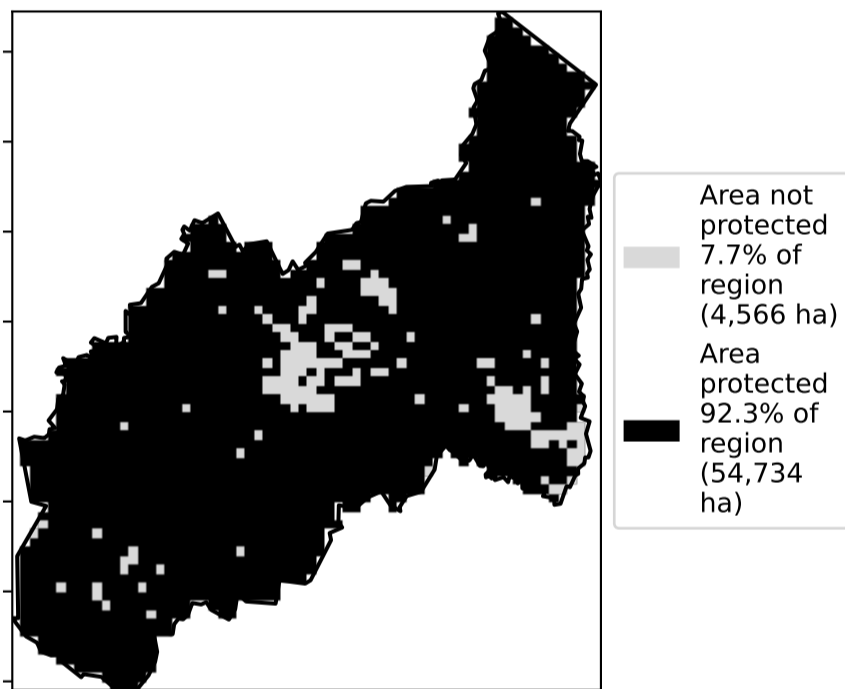 Area not
protected
7.7% of
region
(4,566 ha)
Area
protected
92.3% of
region
(54,734
ha)